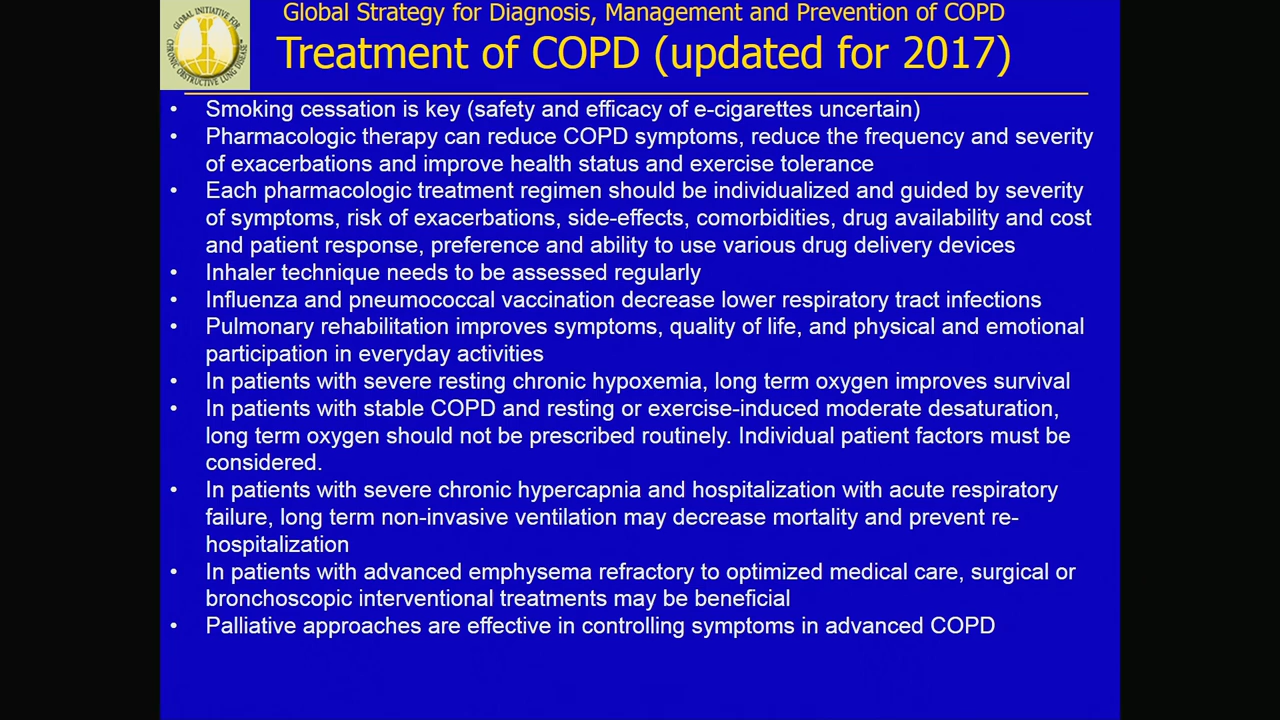 Global Strategy for Diagnosis, Management and Prevention of COPD
Treatment of COPD (updated for 2017)
GLOBAL INITIATIVE FOR
CHRONIC OBSTRUCTIVE LUNG DISEASE
• Smoking cessation is key (safety and efficacy of e-cigarettes uncertain)
• Pharmacologic therapy can reduce COPD symptoms, reduce the frequency and severity
of exacerbations and improve health status and exercise tolerance
• Each pharmacologic treatment regimen should be individualized and guided by severity
of symptoms, risk of exacerbations, side-effects, comorbidities, drug availability and cost
and patient response, preference and ability to use various drug delivery devices
• Inhaler technique needs to be assessed regularly
• Influenza and pneumococcal vaccination decrease lower respiratory tract infections
• Pulmonary rehabilitation improves symptoms, quality of life, and physical and emotional
participation in everyday activities
• In patients with severe resting chronic hypoxemia, long term oxygen improves survival
• In patients with stable COPD and resting or exercise-induced moderate desaturation,
long term oxygen should not be prescribed routinely. Individual patient factors must be
considered.
• In patients with severe chronic hypercapnia and hospitalization with acute respiratory
failure, long term non-invasive ventilation may decrease mortality and prevent re-
hospitalization
• In patients with advanced emphysema refractory to optimized medical care, surgical or
bronchoscopic interventional treatments may be beneficial
• Palliative approaches are effective in controlling symptoms in advanced COPD